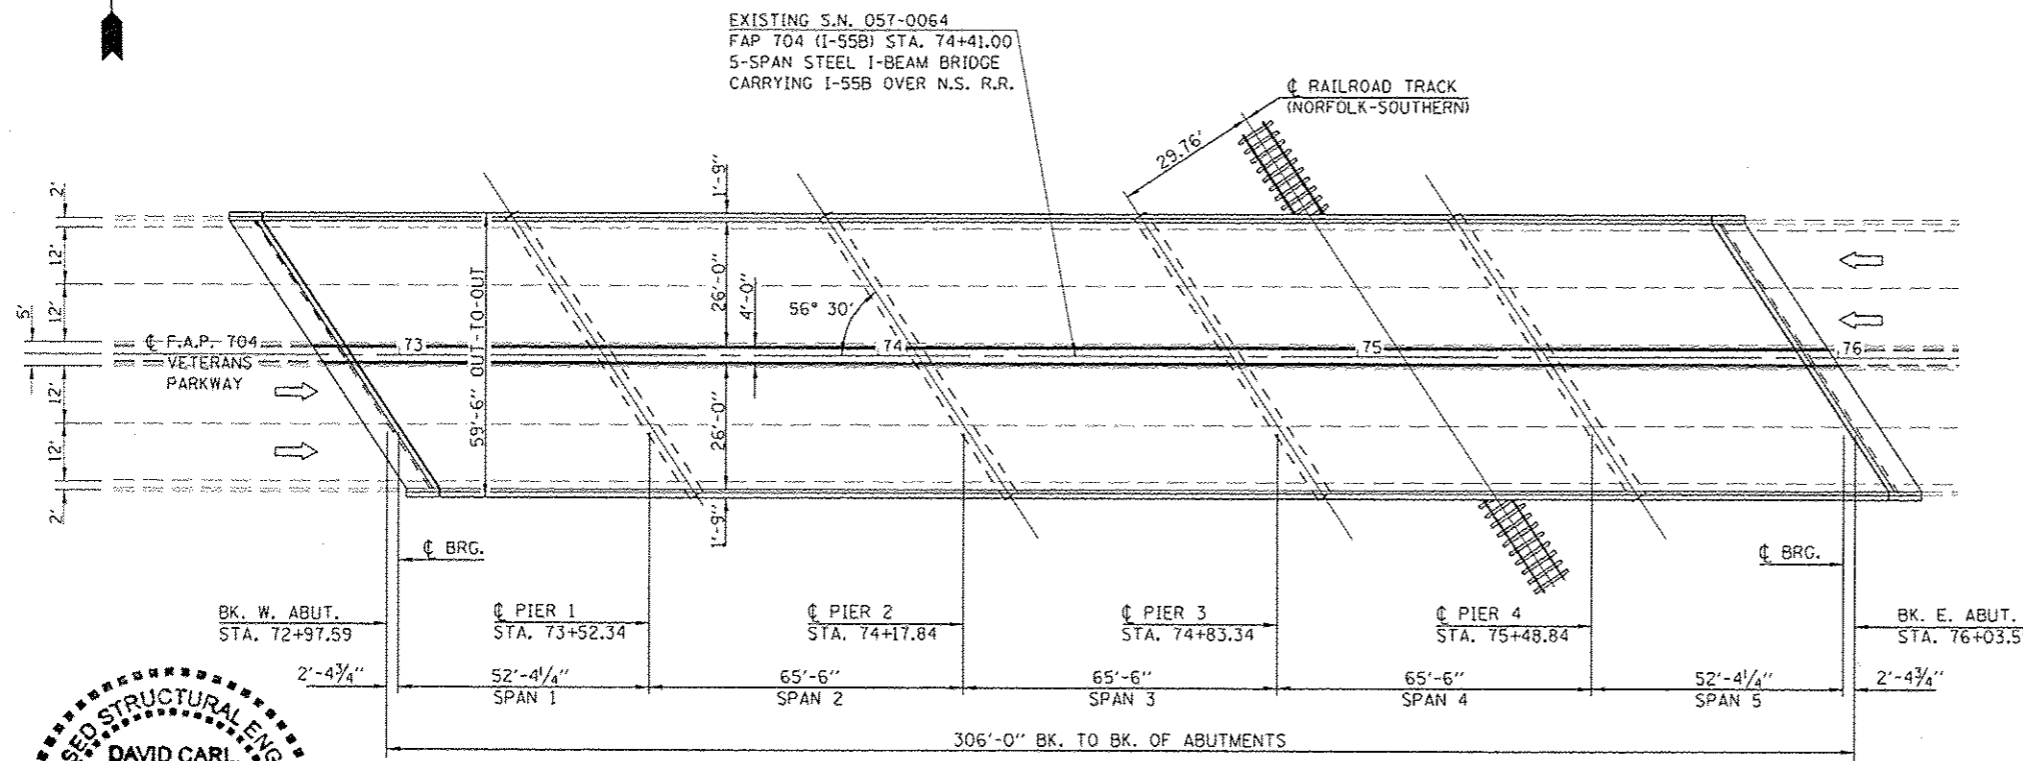 EXISTING S.N. 057-0064
FAP 704 (I-55B) STA. 74+41.00
5-SPAN STEEL I-BEAM BRIDGE
CARRYING I-55B OVER N.S. R.R.
℄ RAILROAD TRACK
(NORFOLK-SOUTHERN)
29.76'
2'
12'
12'
5'
12'
12'
2'
1'-9"
26'-0"
4'-0"
26'-0"
1'-9"
59'-6" OUT-TO-OUT
56° 30'
℄ F.A.P. 704
VETERANS
PARKWAY
73
74
75
76
℄ BRG.
℄ BRG.
BK. W. ABUT.
STA. 72+97.59
℄ PIER 1
STA. 73+52.34
℄ PIER 2
STA. 74+17.84
℄ PIER 3
STA. 74+83.34
℄ PIER 4
STA. 75+48.84
BK. E. ABUT.
STA. 76+03.5
2'-4¾"
52'-4¼"
SPAN 1
65'-6"
SPAN 2
65'-6"
SPAN 3
65'-6"
SPAN 4
52'-4¼"
SPAN 5
2'-4¾"
306'-0" BK. TO BK. OF ABUTMENTS
SED STRUCTURAL ENG
DAVID CARL